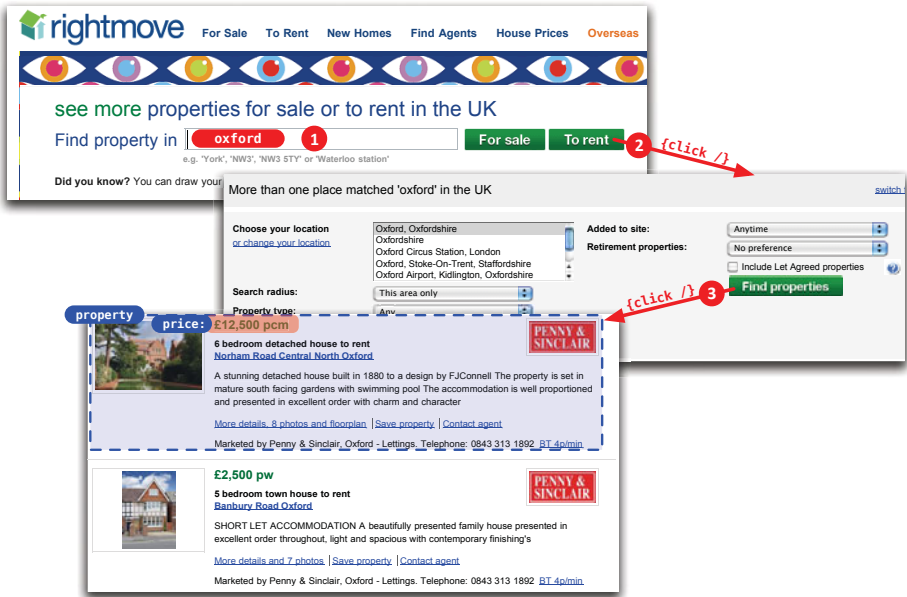 rightmove For Sale To Rent New Homes Find Agents House Prices Overseas
see more properties for sale or to rent in the UK
Find property in oxford 1 For sale To rent 2 {click /}
e.g. 'York', 'NW3', 'NW3 5TY' or 'Waterloo station'
Did you know? You can draw your
More than one place matched 'oxford' in the UK switch
Choose your location
or change your location
Oxford, Oxfordshire
Oxfordshire
Oxford Circus Station, London
Oxford, Stoke-On-Trent, Staffordshire
Oxford Airport, Kidlington, Oxfordshire
Added to site: Anytime
Retirement properties: No preference
Include Let Agreed properties
Search radius: This area only
{click /} 3 Find properties
Property type: Any
property
price: £12,500 pcm
PENNY & SINCLAIR
6 bedroom detached house to rent
Norham Road Central North Oxford
A stunning detached house built in 1880 to a design by FJConnell The property is set in
mature south facing gardens with swimming pool The accommodation is well proportioned
and presented in excellent order with charm and character
More details, 8 photos and floorplan | Save property | Contact agent
Marketed by Penny & Sinclair, Oxford - Lettings. Telephone: 0843 313 1892 BT 4p/min
£2,500 pw
PENNY & SINCLAIR
5 bedroom town house to rent
Banbury Road Oxford
SHORT LET ACCOMMODATION A beautifully presented family house presented in
excellent order throughout, light and spacious with contemporary finishing's
More details and 7 photos | Save property | Contact agent
Marketed by Penny & Sinclair, Oxford - Lettings. Telephone: 0843 313 1892 BT 4p/min